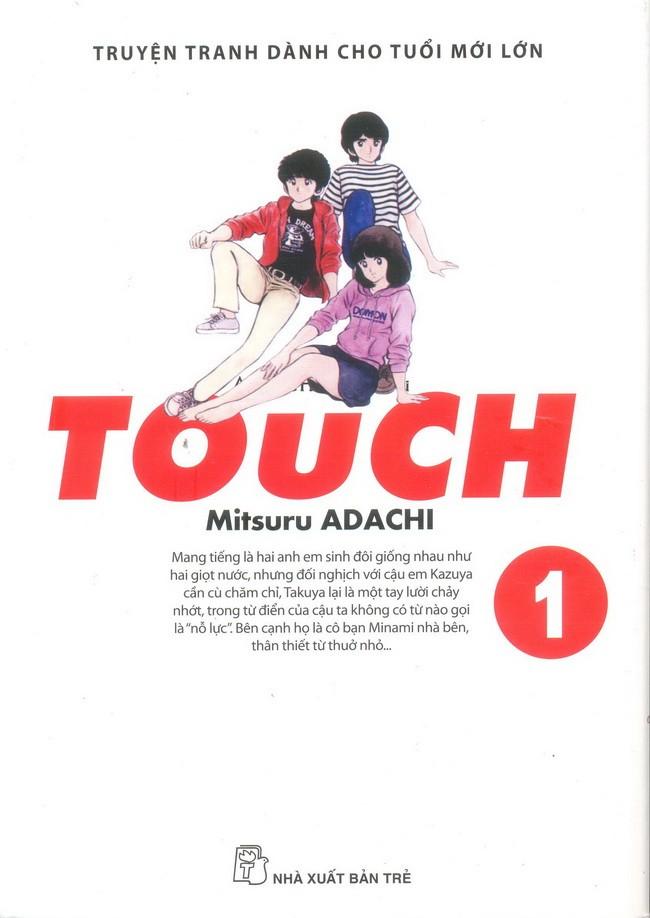 TRUYỆN TRANH DÀNH CHO TUỔI MỚI LỚN
DREAM
DOMON
TOUCH
Mitsuru ADACHI
Mang tiếng là hai anh em sinh đôi giống nhau như
hai giọt nước, nhưng đối nghịch với cậu em Kazuya
cần cù chăm chỉ, Takuya lại là một tay lười chảy
nhớt, trong từ điển của cậu ta không có từ nào gọi
là “nỗ lực”. Bên cạnh họ là cô bạn Minami nhà bên,
thân thiết từ thuở nhỏ...
1
T
NHÀ XUẤT BẢN TRẺ